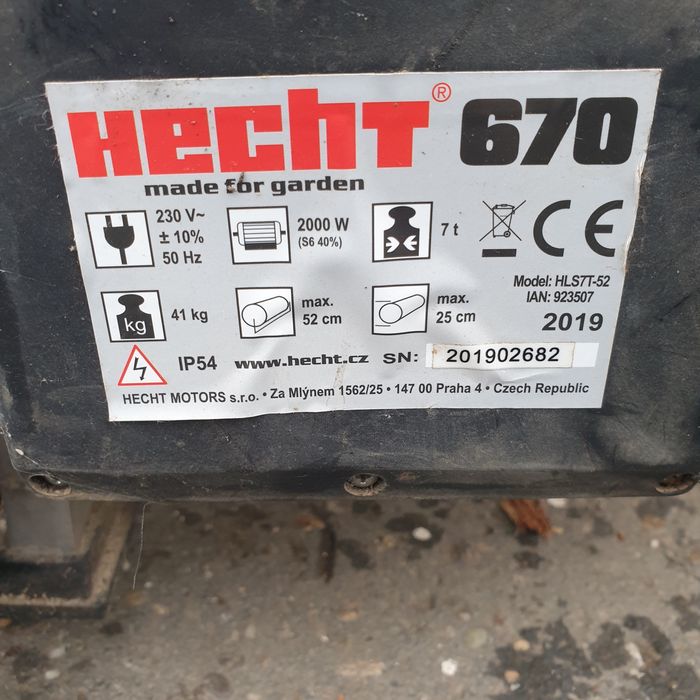 HECHT® 670
made for garden
230 V~
± 10%
50 Hz
2000 W
(S6 40%)
7 t
CE
Model: HLS7T-52
IAN: 923507
2019
kg
41 kg
max.
52 cm
max.
25 cm
IP54 www.hecht.cz SN: 201902682
HECHT MOTORS s.r.o. • Za Mlýnem 1562/25 • 147 00 Praha 4 • Czech Republic